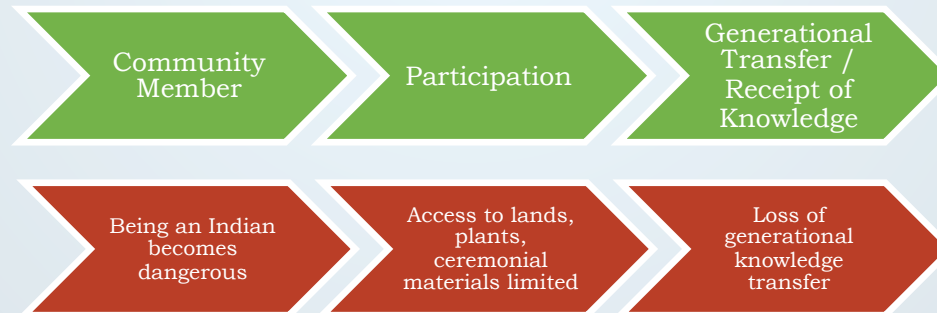 Community
Member
Participation
Generational
Transfer /
Receipt of
Knowledge
Being an Indian
becomes
dangerous
Access to lands,
plants,
ceremonial
materials limited
Loss of
generational
knowledge
transfer